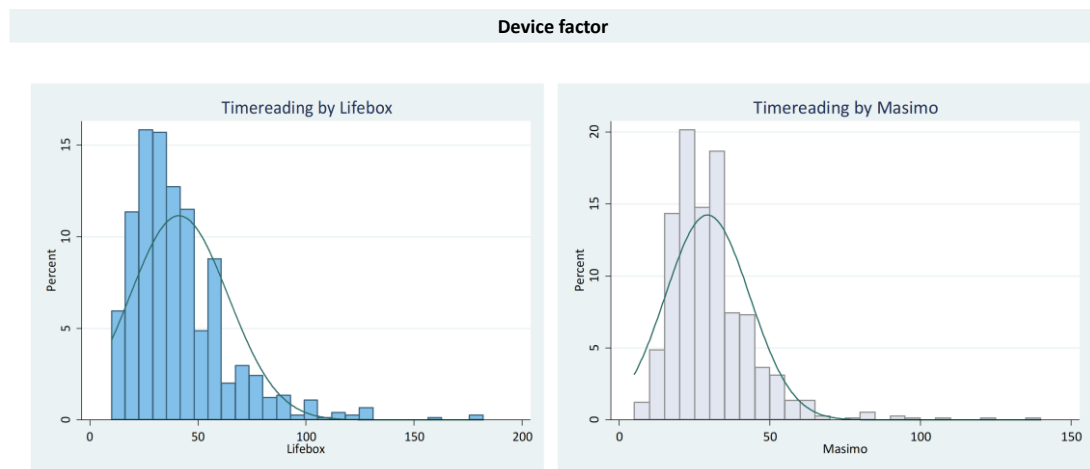 Device factor
Timereading by Lifebox
Percent
15
10
5
0
0 50 100 150 200
Lifebox
Timereading by Masimo
Percent
20
15
10
5
0
0 50 100 150
Masimo